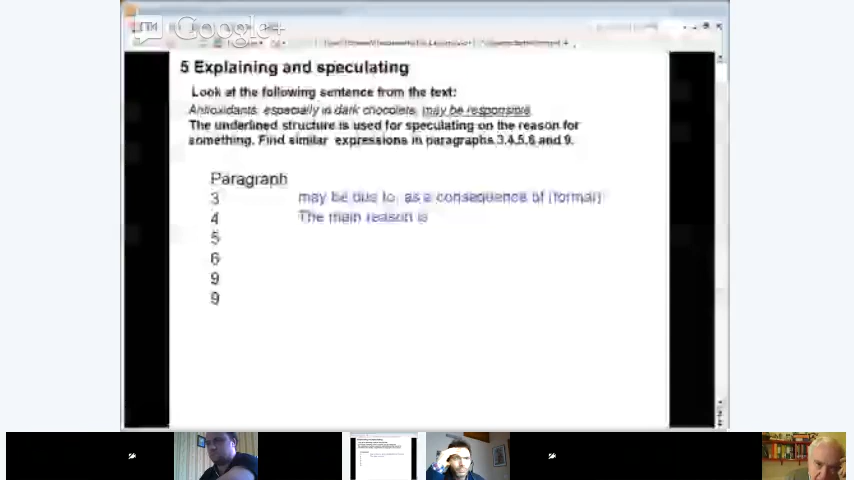 Google+
5 Explaining and speculating
Look at the following sentence from the text:
Antioxidants, especially in dark chocolate, may be responsible
The underlined structure is used for speculating on the reason for
something. Find similar expressions in paragraphs 3,4,5,6 and 9.
Paragraph
3 may be due to, as a consequence of (formal)
4 The main reason is
5
6
9
9